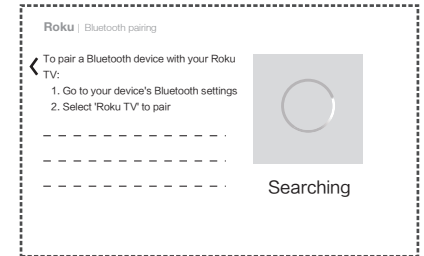 Roku | Bluetooth pairing
To pair a Bluetooth device with your Roku
TV:
1. Go to your device's Bluetooth settings
2. Select 'Roku TV' to pair
Searching